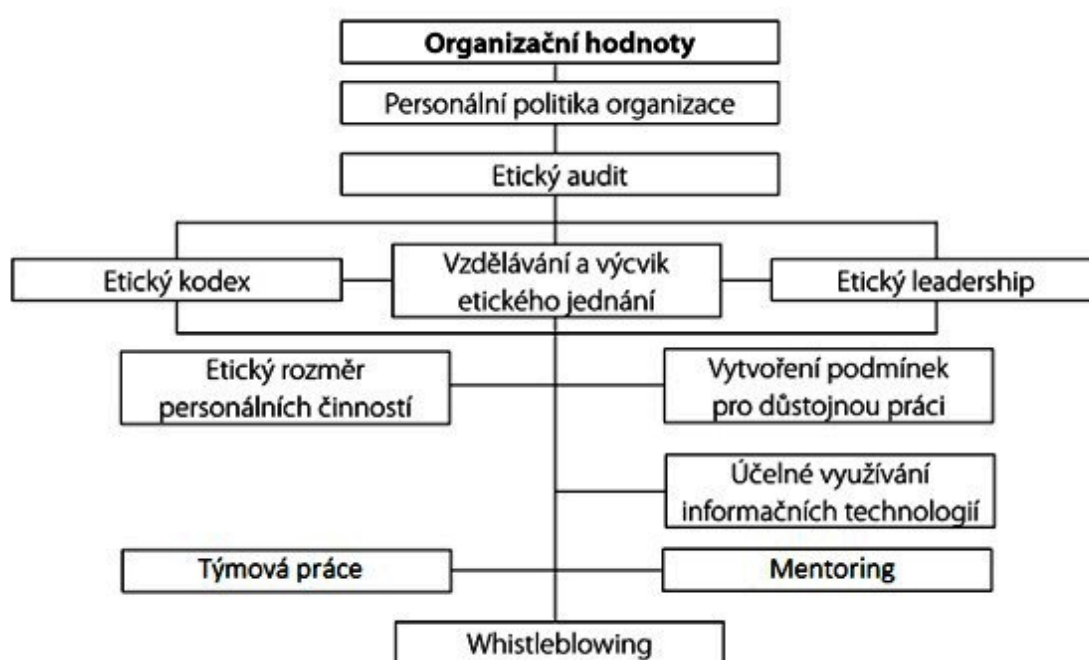 Organizační hodnoty
Personální politika organizace
Etický audit
Etický kodex
Vzdělávání a výcvik
etického jednání
Etický leadership
Etický rozměr
personálních činností
Vytvoření podmínek
pro důstojnou práci
Účelné využívání
informačních technologií
Týmová práce
Mentoring
Whistleblowing